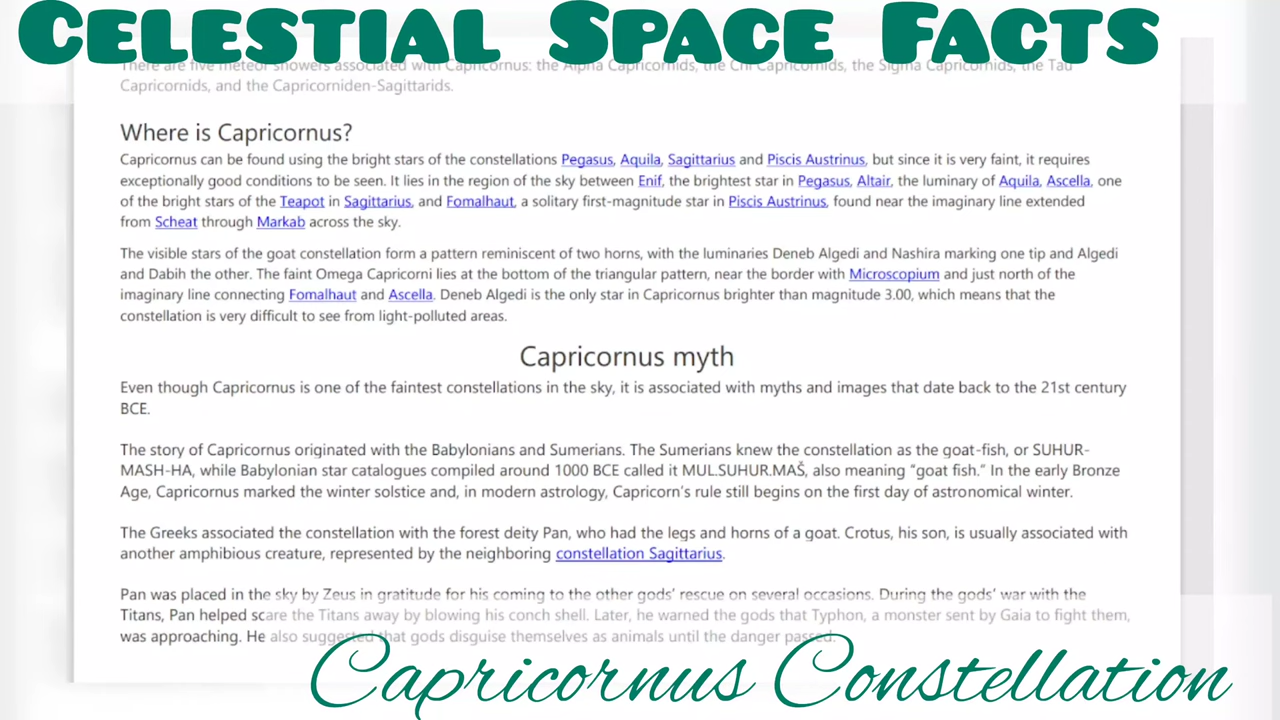 CELESTIAL SPACE FACTS
There are five meteor showers associated with Capricornus: the Alpha Capricornids, the Chi Capricornids, the Sigma Capricornids, the Tau
Capricornids, and the Capricorniden-Sagittarids.
Where is Capricornus?
Capricornus can be found using the bright stars of the constellations Pegasus, Aquila, Sagittarius and Piscis Austrinus, but since it is very faint, it requires
exceptionally good conditions to be seen. It lies in the region of the sky between Enif, the brightest star in Pegasus, Altair, the luminary of Aquila, Ascella, one
of the bright stars of the Teapot in Sagittarius, and Fomalhaut, a solitary first-magnitude star in Piscis Austrinus, found near the imaginary line extended
from Scheat through Markab across the sky.
The visible stars of the goat constellation form a pattern reminiscent of two horns, with the luminaries Deneb Algedi and Nashira marking one tip and Algedi
and Dabih the other. The faint Omega Capricorni lies at the bottom of the triangular pattern, near the border with Microscopium and just north of the
imaginary line connecting Fomalhaut and Ascella. Deneb Algedi is the only star in Capricornus brighter than magnitude 3.00, which means that the
constellation is very difficult to see from light-polluted areas.
Capricornus myth
Even though Capricornus is one of the faintest constellations in the sky, it is associated with myths and images that date back to the 21st century
BCE.
The story of Capricornus originated with the Babylonians and Sumerians. The Sumerians knew the constellation as the goat-fish, or SUHUR-
MASH-HA, while Babylonian star catalogues compiled around 1000 BCE called it MUL.SUHUR.MAŠ, also meaning “goat fish.” In the early Bronze
Age, Capricornus marked the winter solstice and, in modern astrology, Capricorn’s rule still begins on the first day of astronomical winter.
The Greeks associated the constellation with the forest deity Pan, who had the legs and horns of a goat. Crotus, his son, is usually associated with
another amphibious creature, represented by the neighboring constellation Sagittarius.
Pan was placed in the sky by Zeus in gratitude for his coming to the other gods’ rescue on several occasions. During the gods’ war with the
Titans, Pan helped scare the Titans away by blowing his conch shell. Later, he warned the gods that Typhon, a monster sent by Gaia to fight them,
was approaching. He also suggested that gods disguise themselves as animals until the danger passed.
Capricornus Constellation